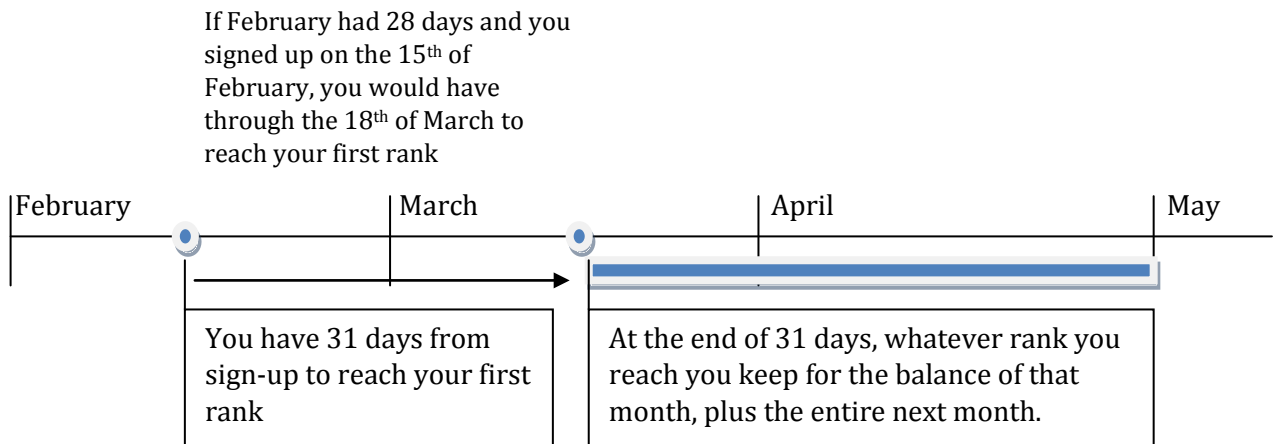 If February had 28 days and you
signed up on the 15th of
February, you would have
through the 18th of March to
reach your first rank
February
March
April
May
You have 31 days from
sign-up to reach your first
rank
At the end of 31 days, whatever rank you
reach you keep for the balance of that
month, plus the entire next month.